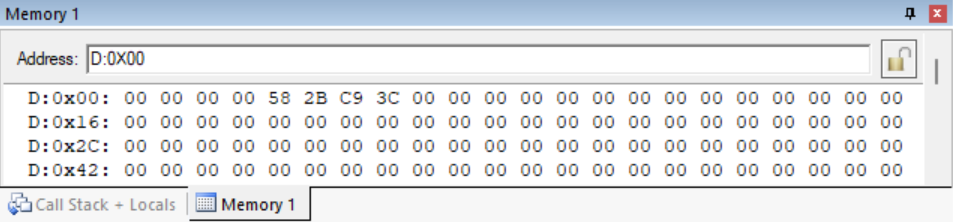 Memory 1
Address: D:0X00
D:0x00: 00 00 00 00 58 2B C9 3C 00 00 00 00 00 00 00 00 00 00 00 00 00 00
D:0x16: 00 00 00 00 00 00 00 00 00 00 00 00 00 00 00 00 00 00 00 00 00 00
D:0x2C: 00 00 00 00 00 00 00 00 00 00 00 00 00 00 00 00 00 00 00 00 00 00
D:0x42: 00 00 00 00 00 00 00 00 00 00 00 00 00 00 00 00 00 00 00 00 00 00
Call Stack + Locals Memory 1